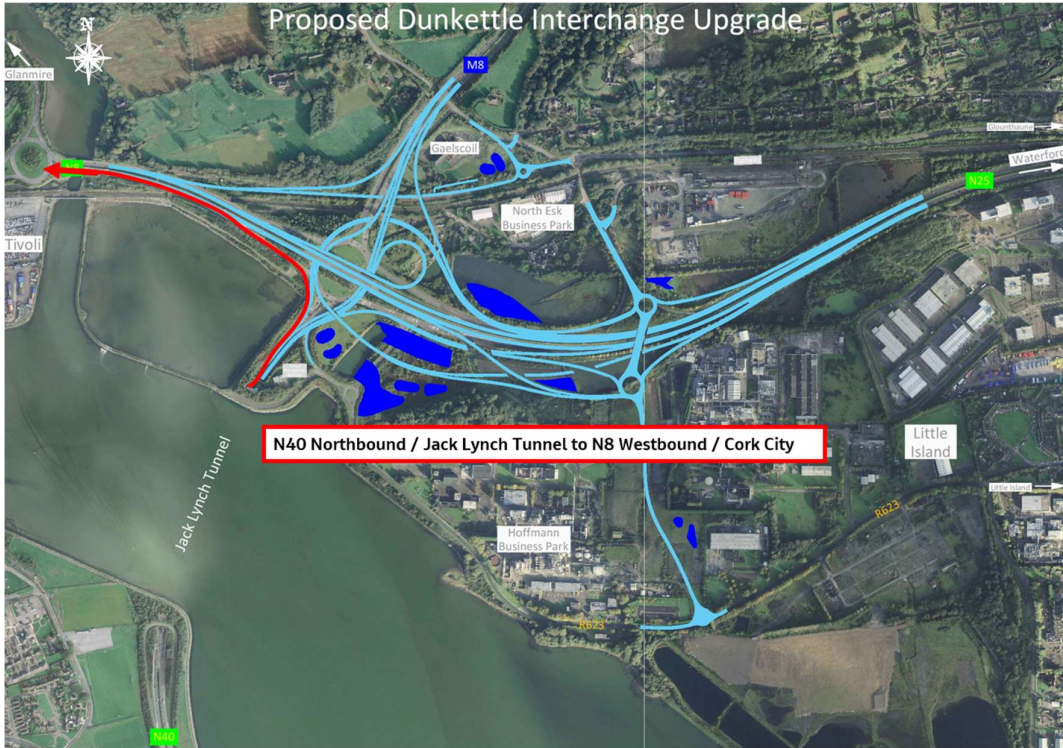 Proposed Dunkettle Interchange Upgrade
N
Glanmire
M8
Gaelscoil
Glounthaune
Waterford
N25
N8
North Esk
Business Park
Tivoli
N40 Northbound / Jack Lynch Tunnel to N8 Westbound / Cork City
Little
Island
Jack Lynch Tunnel
Little Island
R623
Hoffmann
Business Park
R623
N40